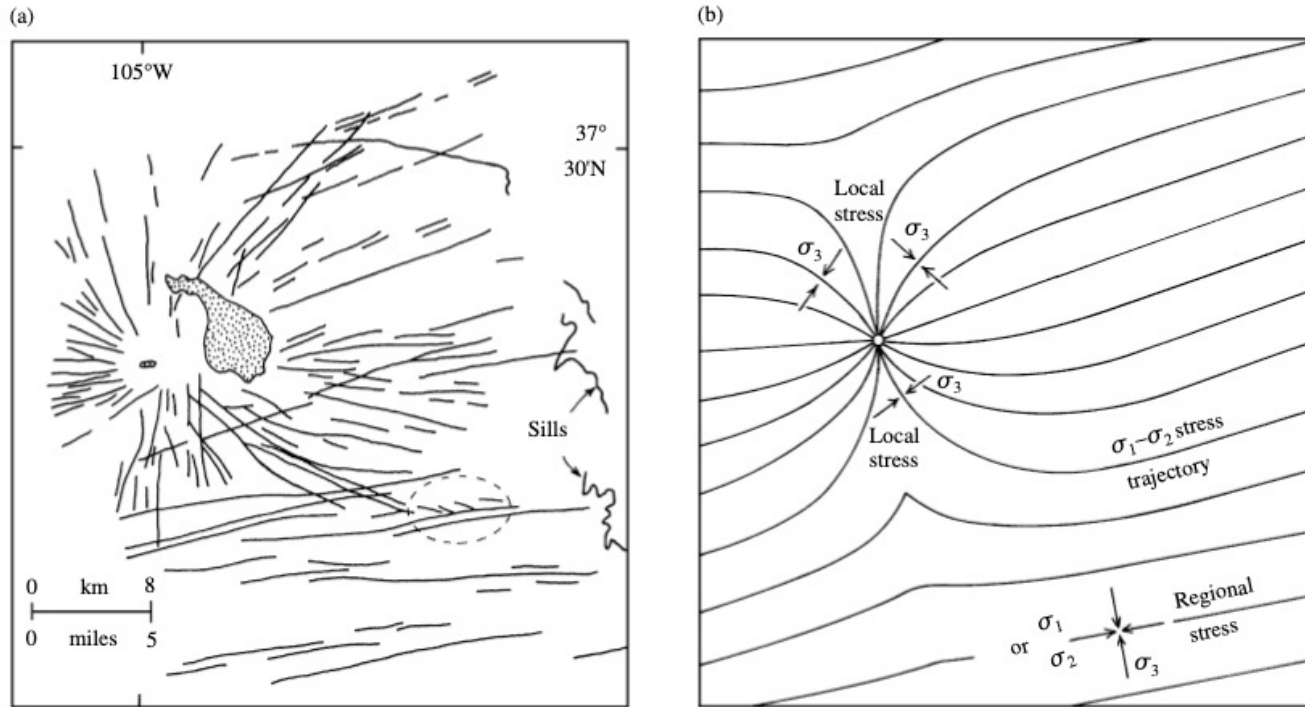 (a)
105°W
37°
30'N
Sills
0 km 8
0 miles 5
(b)
Local
stress
σ3
σ3
σ3
Local
stress
σ1–σ2 stress
trajectory
Regional
stress
or σ1
σ2
σ3